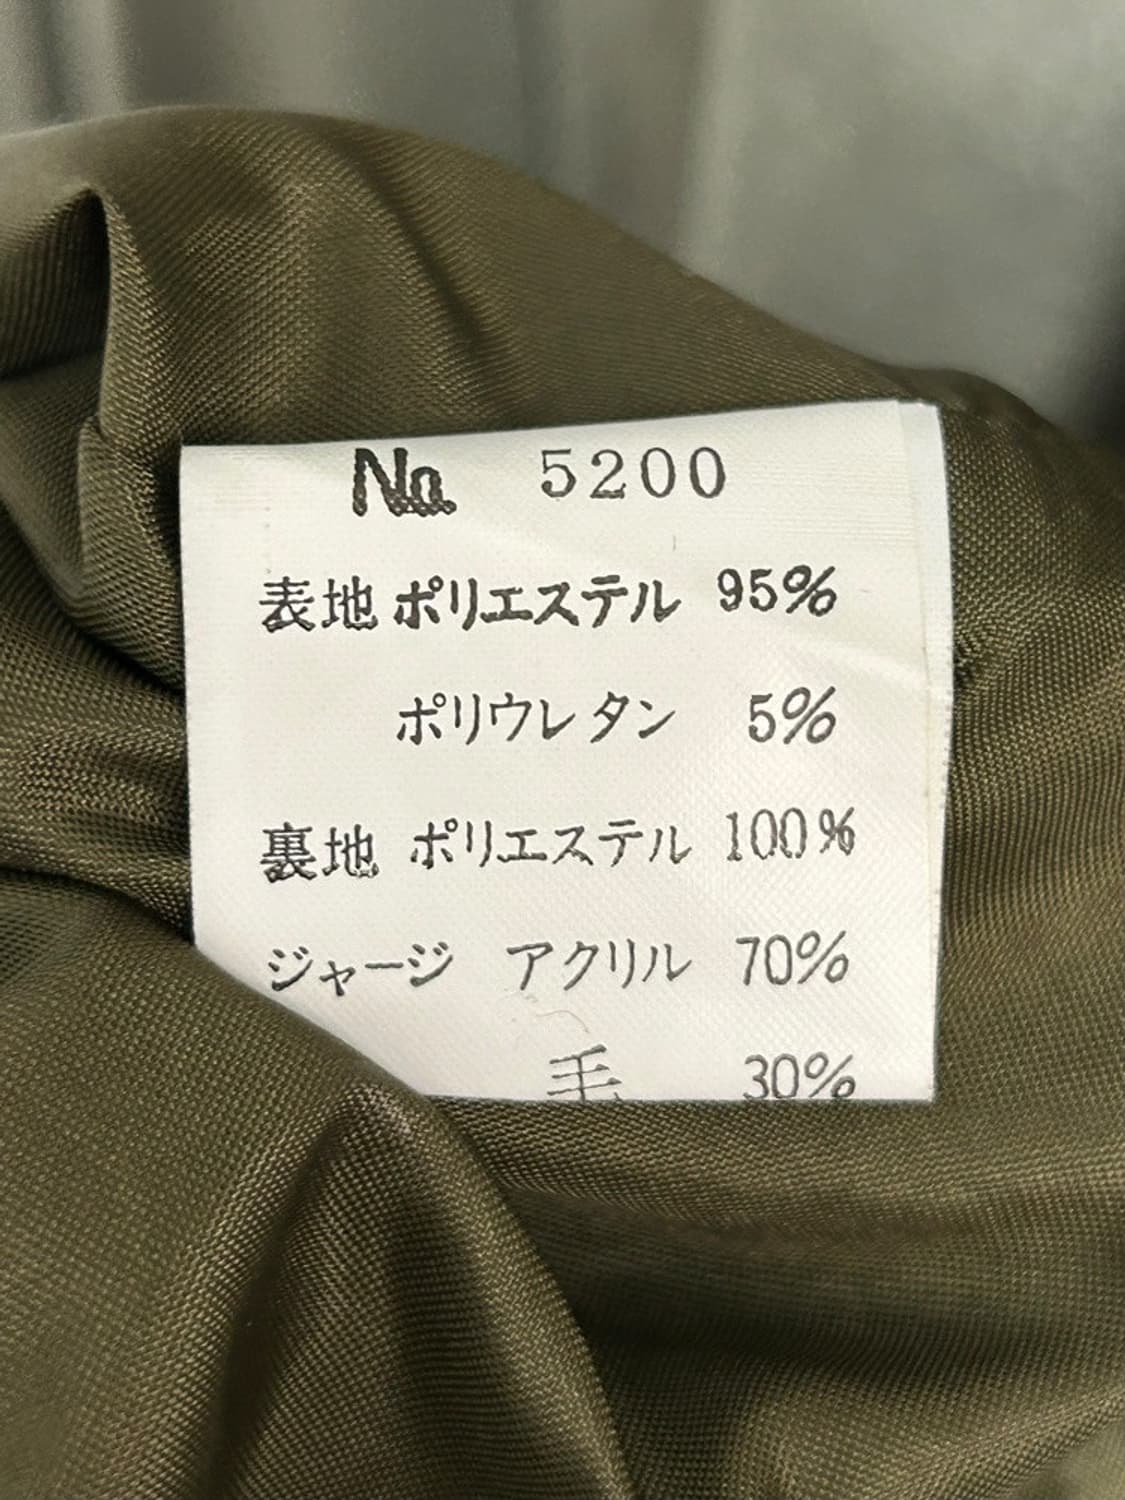 No. 5200
表地 ポリエステル 95%
ポリウレタン 5%
裏地 ポリエステル 100%
ジャージ アクリル 70%
毛 30%